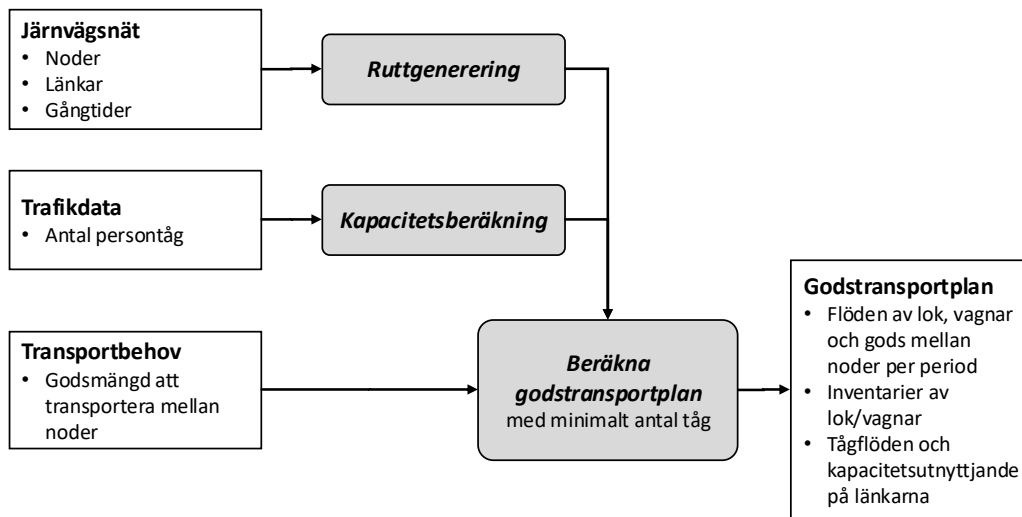 Järnvägsnät
• Noder
• Länkar
• Gångtider
Ruttgenerering
Trafikdata
• Antal persontåg
Kapacitetsberäkning
Transportbehov
• Godsmängd att
transportera mellan
noder
Beräkna
godstransportplan
med minimalt antal tåg
Godstransportplan
• Flöden av lok, vagnar
och gods mellan
noder per period
• Inventarier av
lok/vagnar
• Tågflöden och
kapacitetsutnyttjande
på länkarna